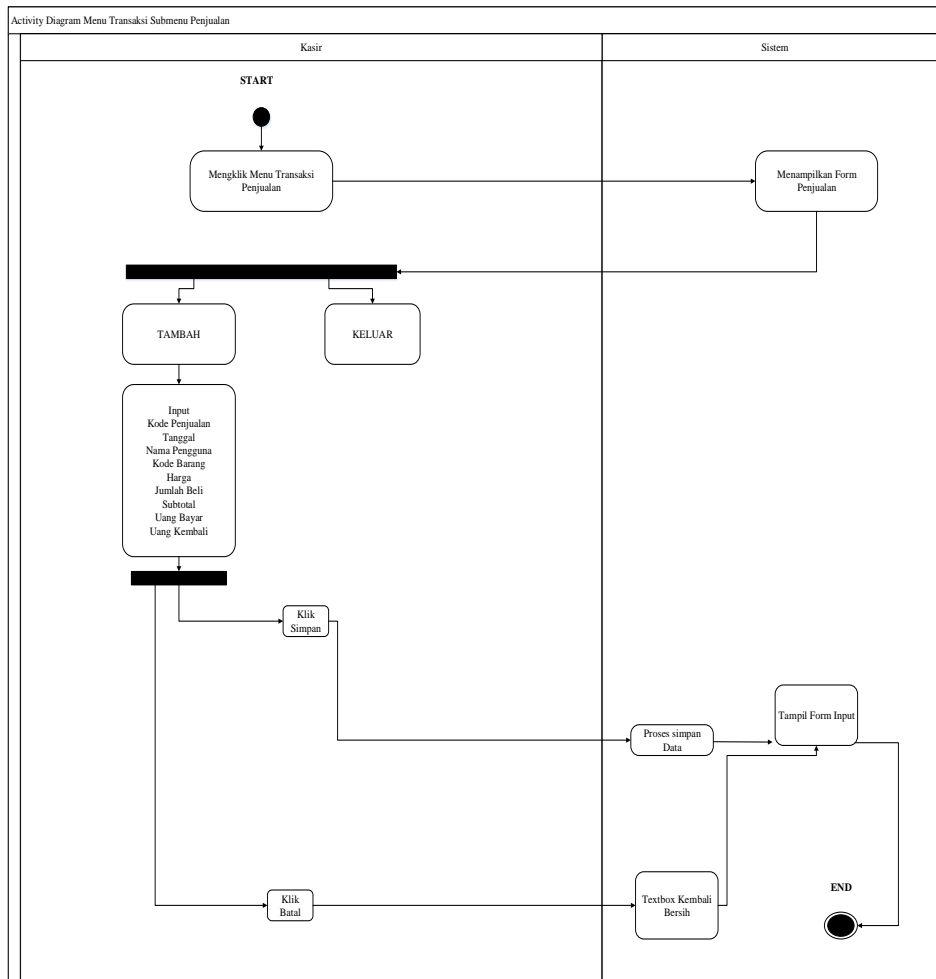 Activity Diagram Menu Transaksi Submenu Penjualan
Kasir
Sistem
START
Mengklik Menu Transaksi
Penjualan
Menampilkan Form
Penjualan
TAMBAH
KELUAR
Input
Kode Penjualan
Tanggal
Nama Pengguna
Kode Barang
Harga
Jumlah Beli
Subtotal
Uang Bayar
Uang Kembali
Klik
Simpan
Proses simpan
Data
Tampil Form Input
Klik
Batal
Textbox Kembali
Bersih
END